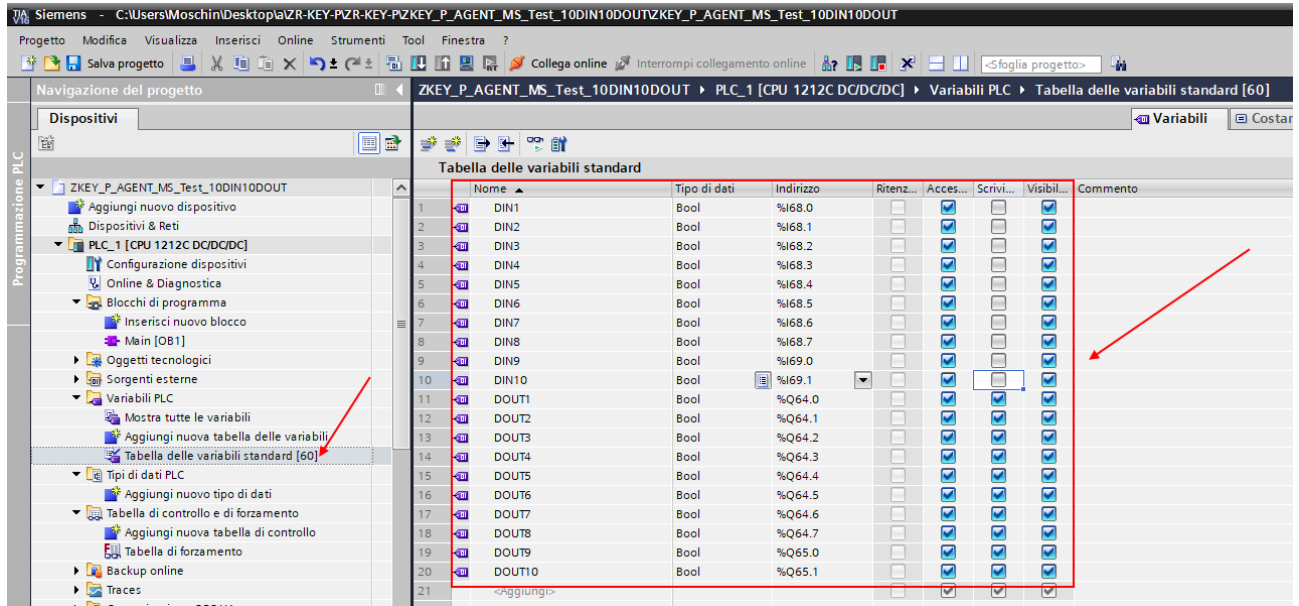 Siemens - C:\Users\Moschin\Desktop\a\ZR-KEY-P\ZR-KEY-P\ZKEY_P_AGENT_MS_Test_10DIN10DOUT\ZKEY_P_AGENT_MS_Test_10DIN10DOUT
Progetto Modifica Visualizza Inserisci Online Strumenti Tool Finestra ?
Salva progetto Collega online Interrompi collegamento online <Sfoglia progetto>
Navigazione del progetto
ZKEY_P_AGENT_MS_Test_10DIN10DOUT PLC_1 [CPU 1212C DC/DC/DC] Variabili PLC Tabella delle variabili standard [60]
Dispositivi
Variabili Costan
Programmazione PLC
ZKEY_P_AGENT_MS_Test_10DIN10DOUT
Aggiungi nuovo dispositivo
Dispositivi & Reti
PLC_1 [CPU 1212C DC/DC/DC]
Configurazione dispositivi
Online & Diagnostica
Blocchi di programma
Inserisci nuovo blocco
Main [OB1]
Oggetti tecnologici
Sorgenti esterne
Variabili PLC
Mostra tutte le variabili
Aggiungi nuova tabella delle variabili
Tabella delle variabili standard [60]
Tipi di dati PLC
Aggiungi nuovo tipo di dati
Tabella di controllo e di forzamento
Aggiungi nuova tabella di controllo
Tabella di forzamento
Backup online
Traces
Tabella delle variabili standard
Nome Tipo di dati Indirizzo Ritenz... Acces... Scrivi... Visibil... Commento
1 DIN1 Bool %I68.0
2 DIN2 Bool %I68.1
3 DIN3 Bool %I68.2
4 DIN4 Bool %I68.3
5 DIN5 Bool %I68.4
6 DIN6 Bool %I68.5
7 DIN7 Bool %I68.6
8 DIN8 Bool %I68.7
9 DIN9 Bool %I69.0
10 DIN10 Bool %I69.1
11 DOUT1 Bool %Q64.0
12 DOUT2 Bool %Q64.1
13 DOUT3 Bool %Q64.2
14 DOUT4 Bool %Q64.3
15 DOUT5 Bool %Q64.4
16 DOUT6 Bool %Q64.5
17 DOUT7 Bool %Q64.6
18 DOUT8 Bool %Q64.7
19 DOUT9 Bool %Q65.0
20 DOUT10 Bool %Q65.1
21 <Aggiungi>